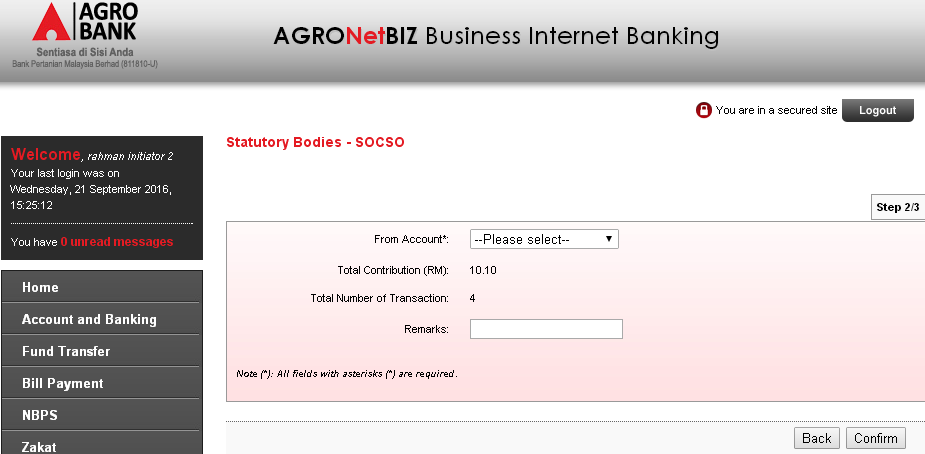 AGRO
BANK
Sentiasa di Sisi Anda
Bank Pertanian Malaysia Berhad (811810-U)
AGRONetBIZ Business Internet Banking
You are in a secured site
Logout
Welcome, rahman initiator 2
Your last login was on
Wednesday, 21 September 2016,
15:25:12
You have 0 unread messages
Home
Account and Banking
Fund Transfer
Bill Payment
NBPS
Zakat
Statutory Bodies - SOCSO
Step 2/3
From Account*: --Please select--
Total Contribution (RM): 10.10
Total Number of Transaction: 4
Remarks:
Note (*): All fields with asterisks (*) are required.
Back Confirm